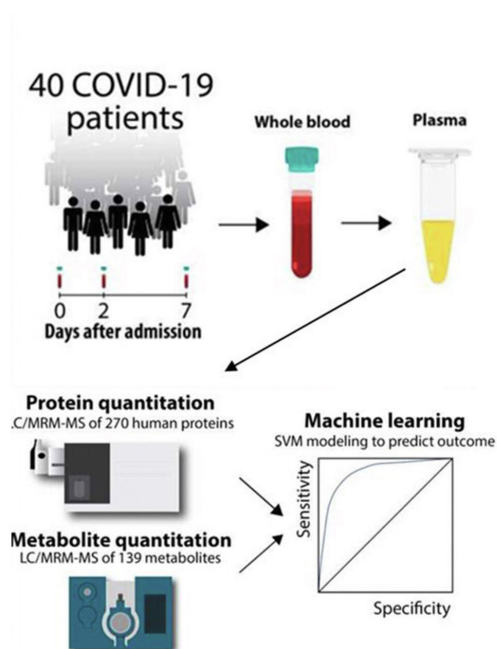 40 COVID-19
patients
Whole blood
Plasma
0 2 7
Days after admission
Protein quantitation
.C/MRM-MS of 270 human proteins
Machine learning
SVM modeling to predict outcome
Sensitivity
Metabolite quantitation
LC/MRM-MS of 139 metabolites
Specificity